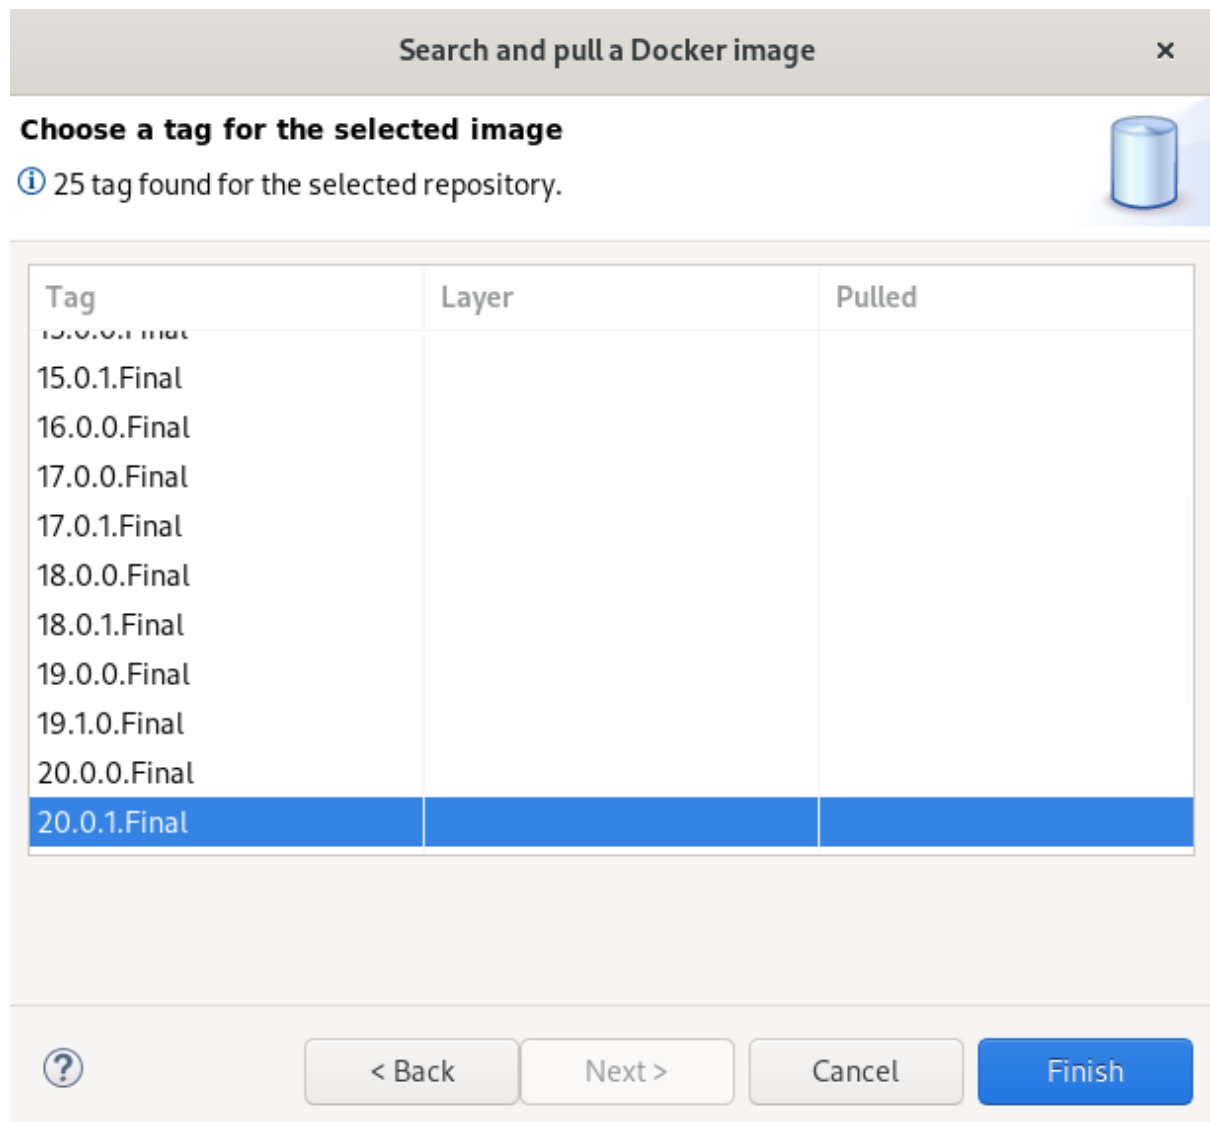 Search and pull a Docker image ×
Choose a tag for the selected image
25 tag found for the selected repository.
Tag Layer Pulled
15.0.1.Final
16.0.0.Final
17.0.0.Final
17.0.1.Final
18.0.0.Final
18.0.1.Final
19.0.0.Final
19.1.0.Final
20.0.0.Final
20.0.1.Final
? < Back Next > Cancel Finish